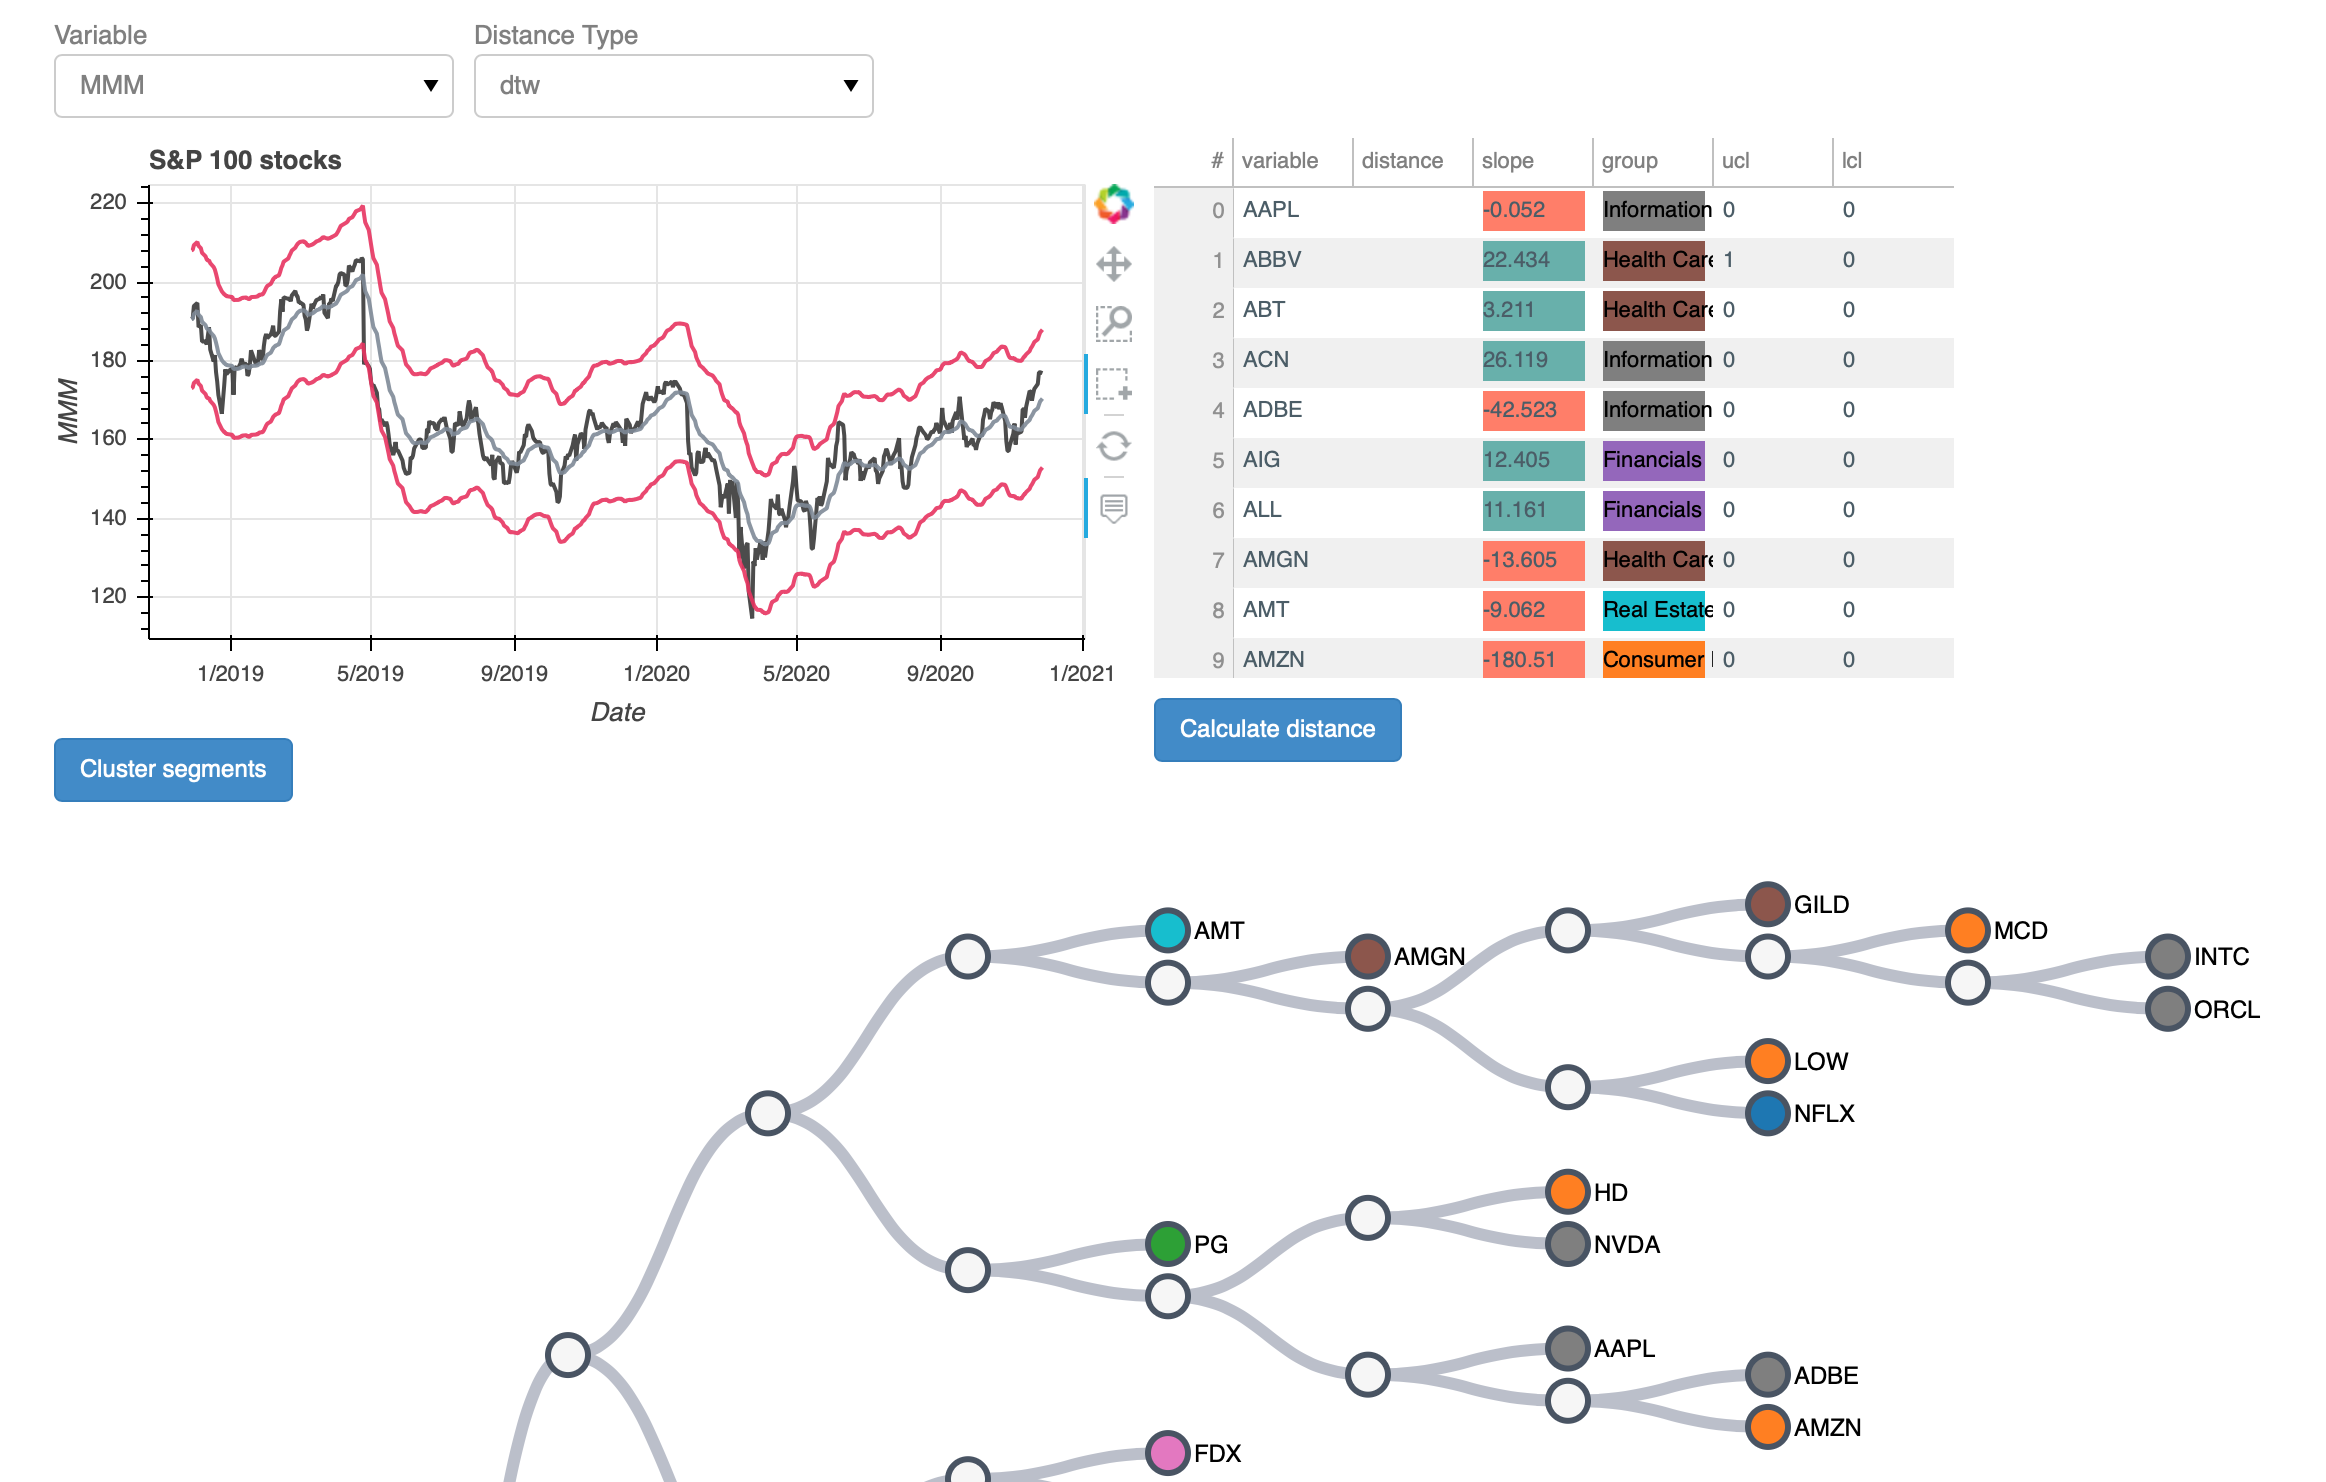 Variable
Distance Type
MMM
dtw
S&P 100 stocks
220
200
180
160
140
120
MMM
1/2019 5/2019 9/2019 1/2020 5/2020 9/2020 1/2021
Date
# variable distance slope group ucl lcl
0 AAPL -0.052 Information 0 0
1 ABBV 22.434 Health Care 1 0
2 ABT 3.211 Health Care 0 0
3 ACN 26.119 Information 0 0
4 ADBE -42.523 Information 0 0
5 AIG 12.405 Financials 0 0
6 ALL 11.161 Financials 0 0
7 AMGN -13.605 Health Care 0 0
8 AMT -9.062 Real Estate 0 0
9 AMZN -180.51 Consumer 0 0
Calculate distance
Cluster segments
GILD
AMT
MCD
AMGN
INTC
ORCL
LOW
NFLX
HD
PG
NVDA
AAPL
ADBE
AMZN
FDX